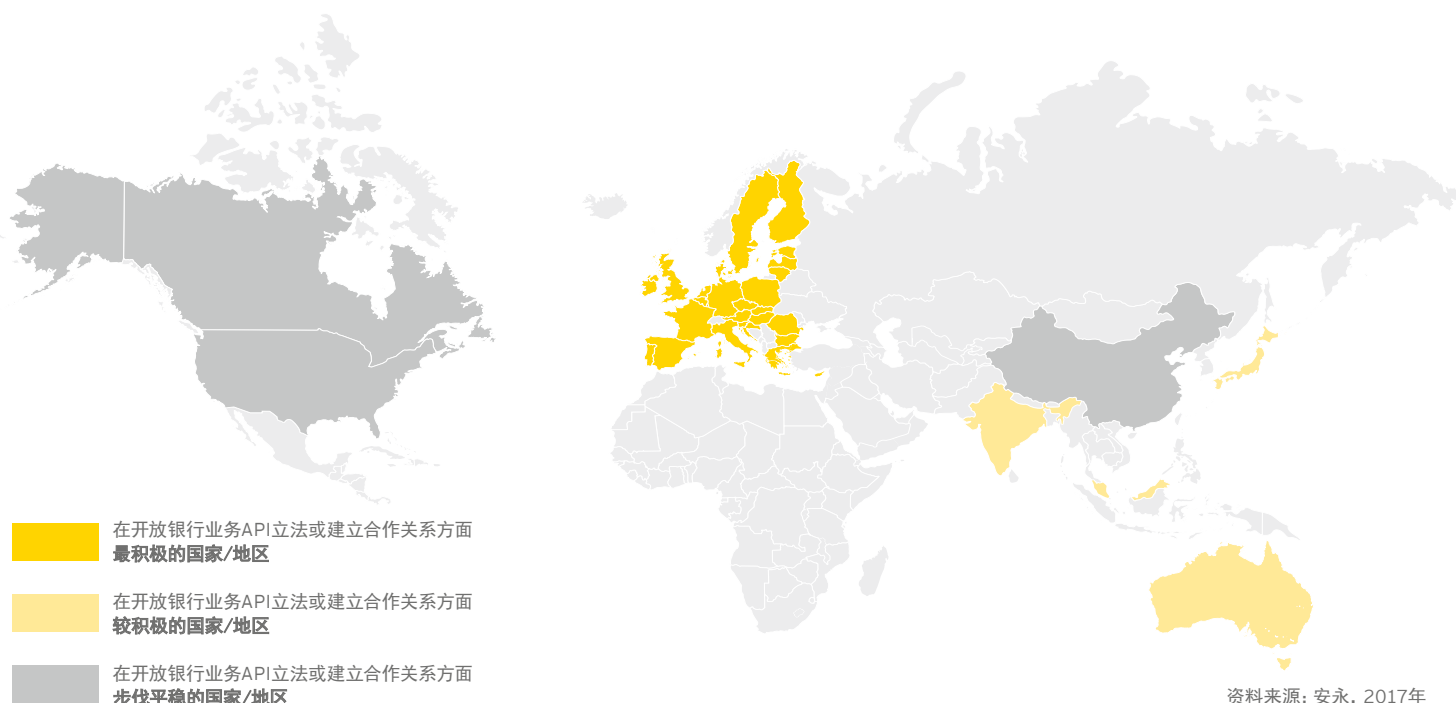 在开放银行业务API立法或建立合作关系方面
最积极的国家/地区
在开放银行业务API立法或建立合作关系方面
较积极的国家/地区
在开放银行业务API立法或建立合作关系方面
步伐平稳的国家/地区
资料来源: 安永, 2017年